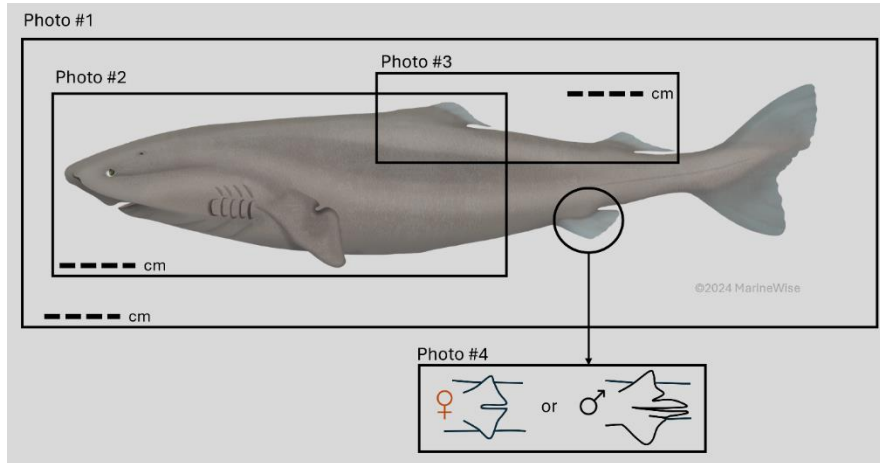 Photo #1
Photo #2
Photo #3
cm
cm
©2024 MarineWise
cm
Photo #4
♀ or ♂